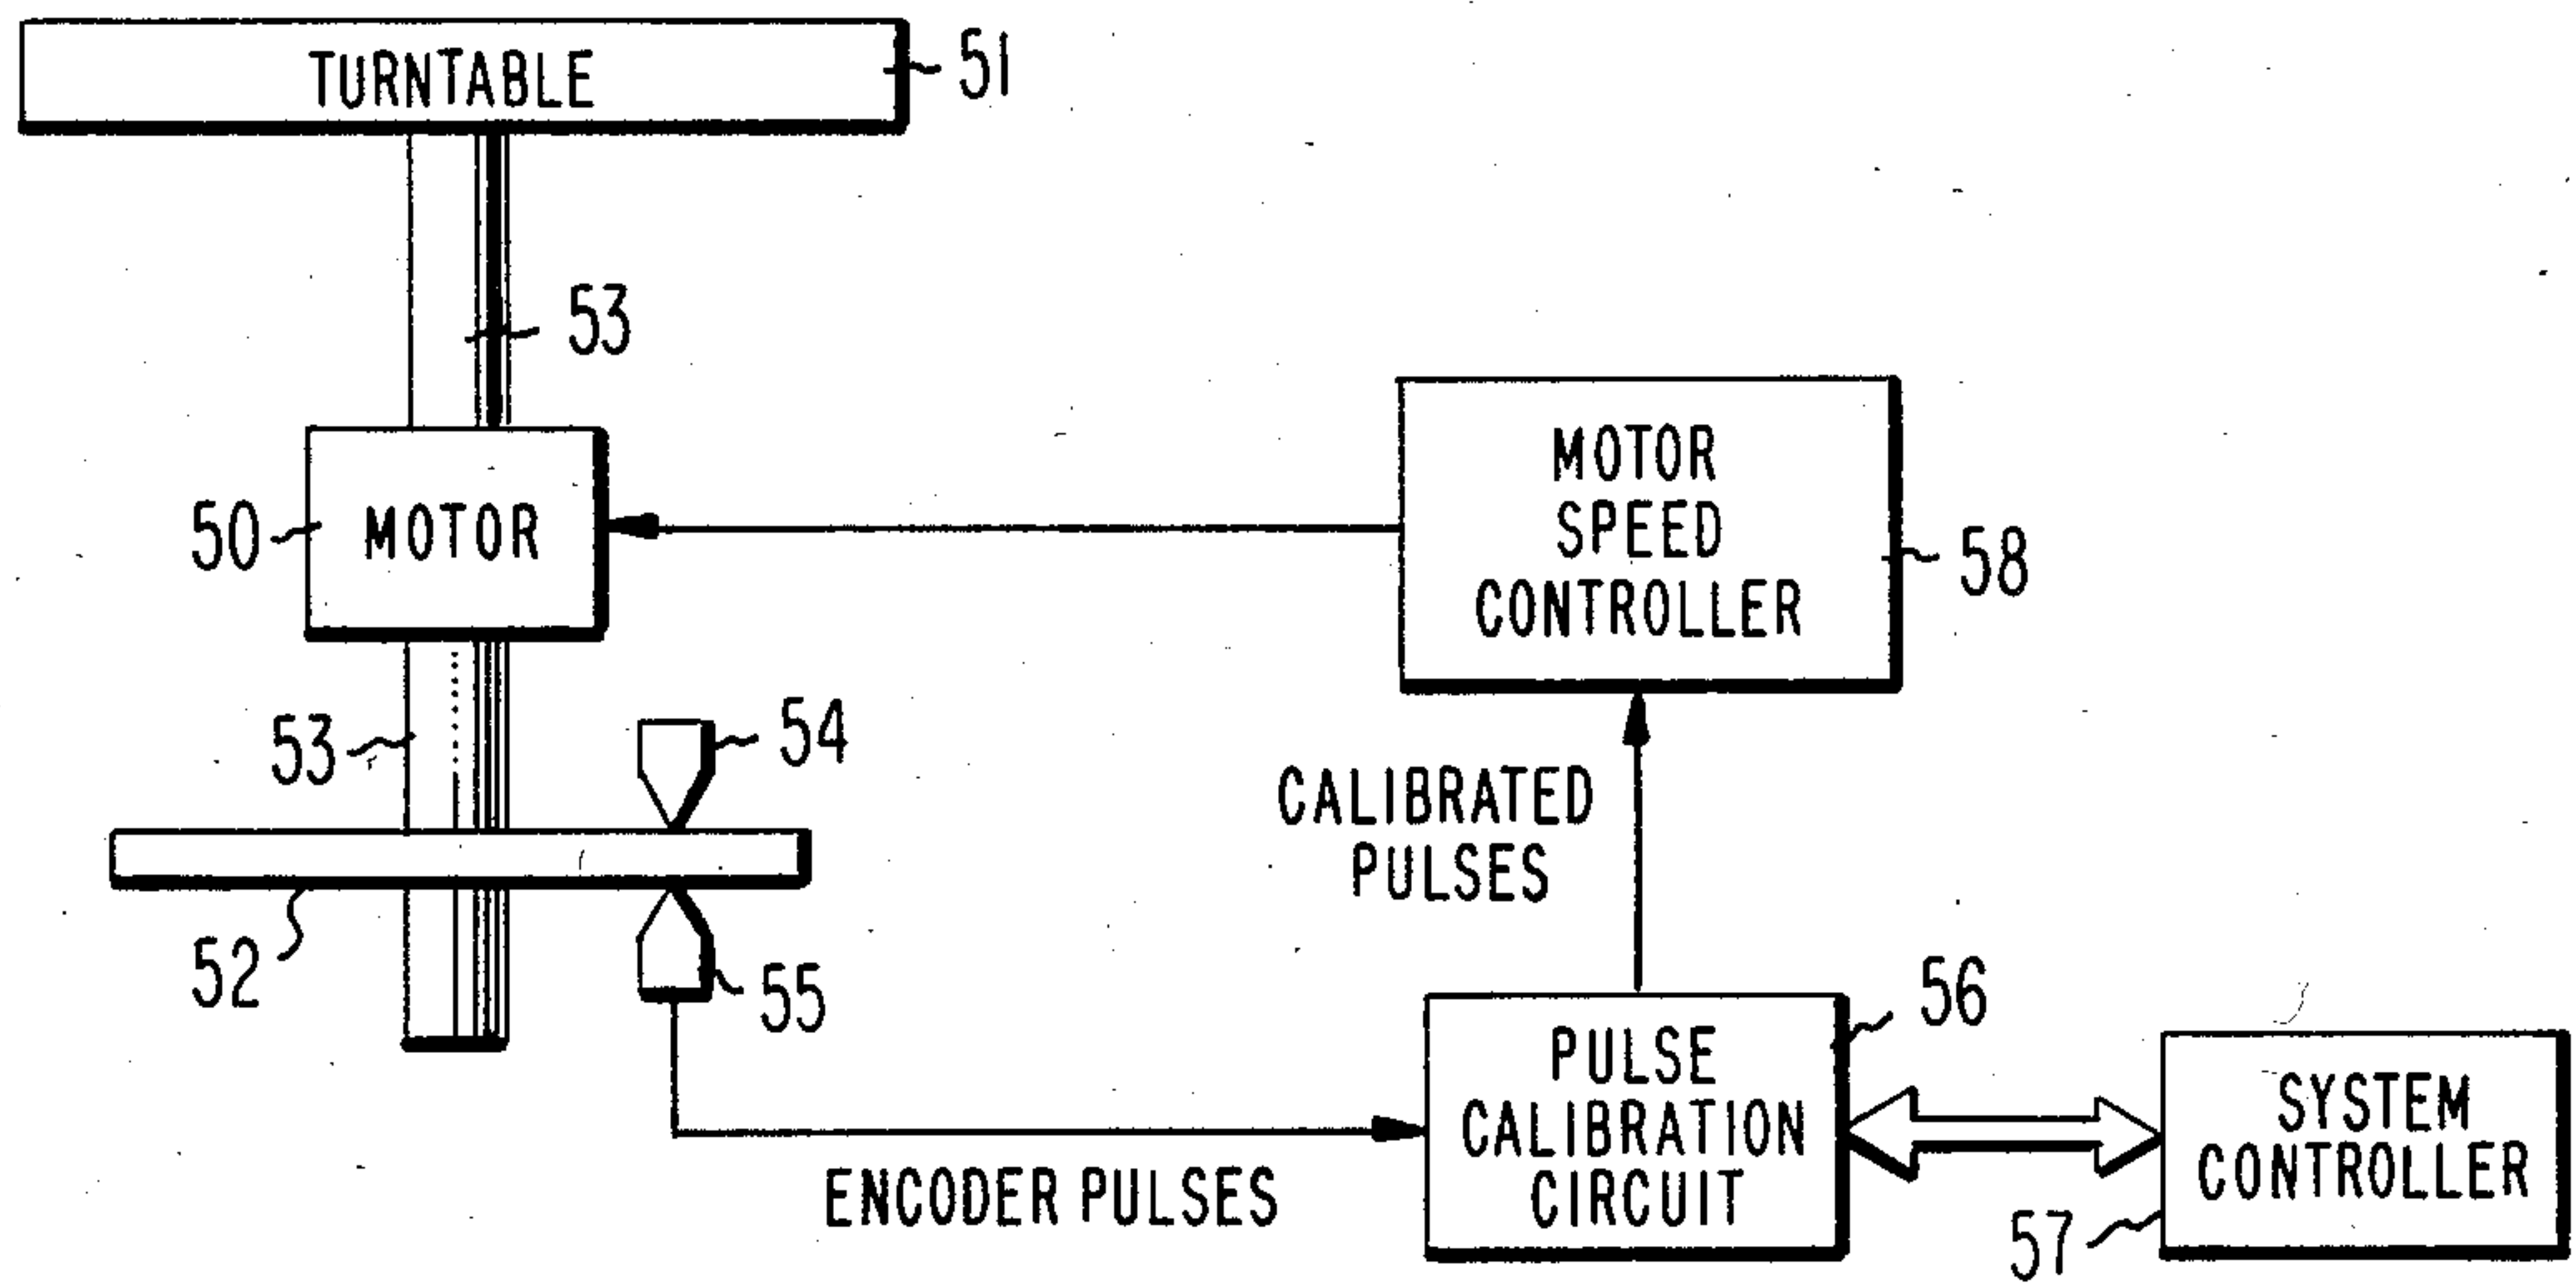 TURNTABLE
51
53
MOTOR
SPEED
CONTROLLER
50
MOTOR
58
53
54
CALIBRATED
PULSES
52
55
56
PULSE
CALIBRATION
CIRCUIT
SYSTEM
CONTROLLER
ENCODER PULSES
57